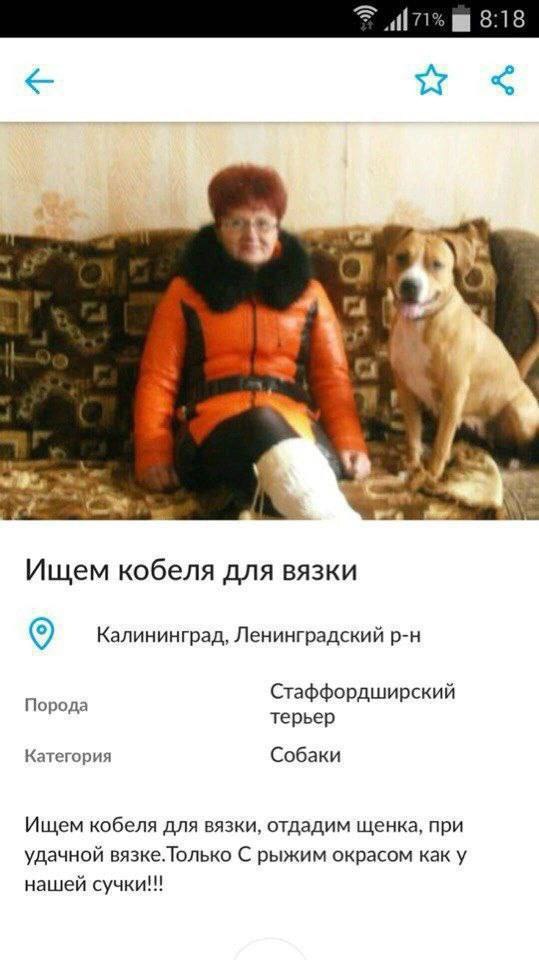 71% 8:18
Ищем кобеля для вязки
Калининград, Ленинградский р-н
Порода Стаффордширский
терьер
Категория Собаки
Ищем кобеля для вязки, отдадим щенка, при
удачной вязке.Только С рыжим окрасом как у
нашей сучки!!!